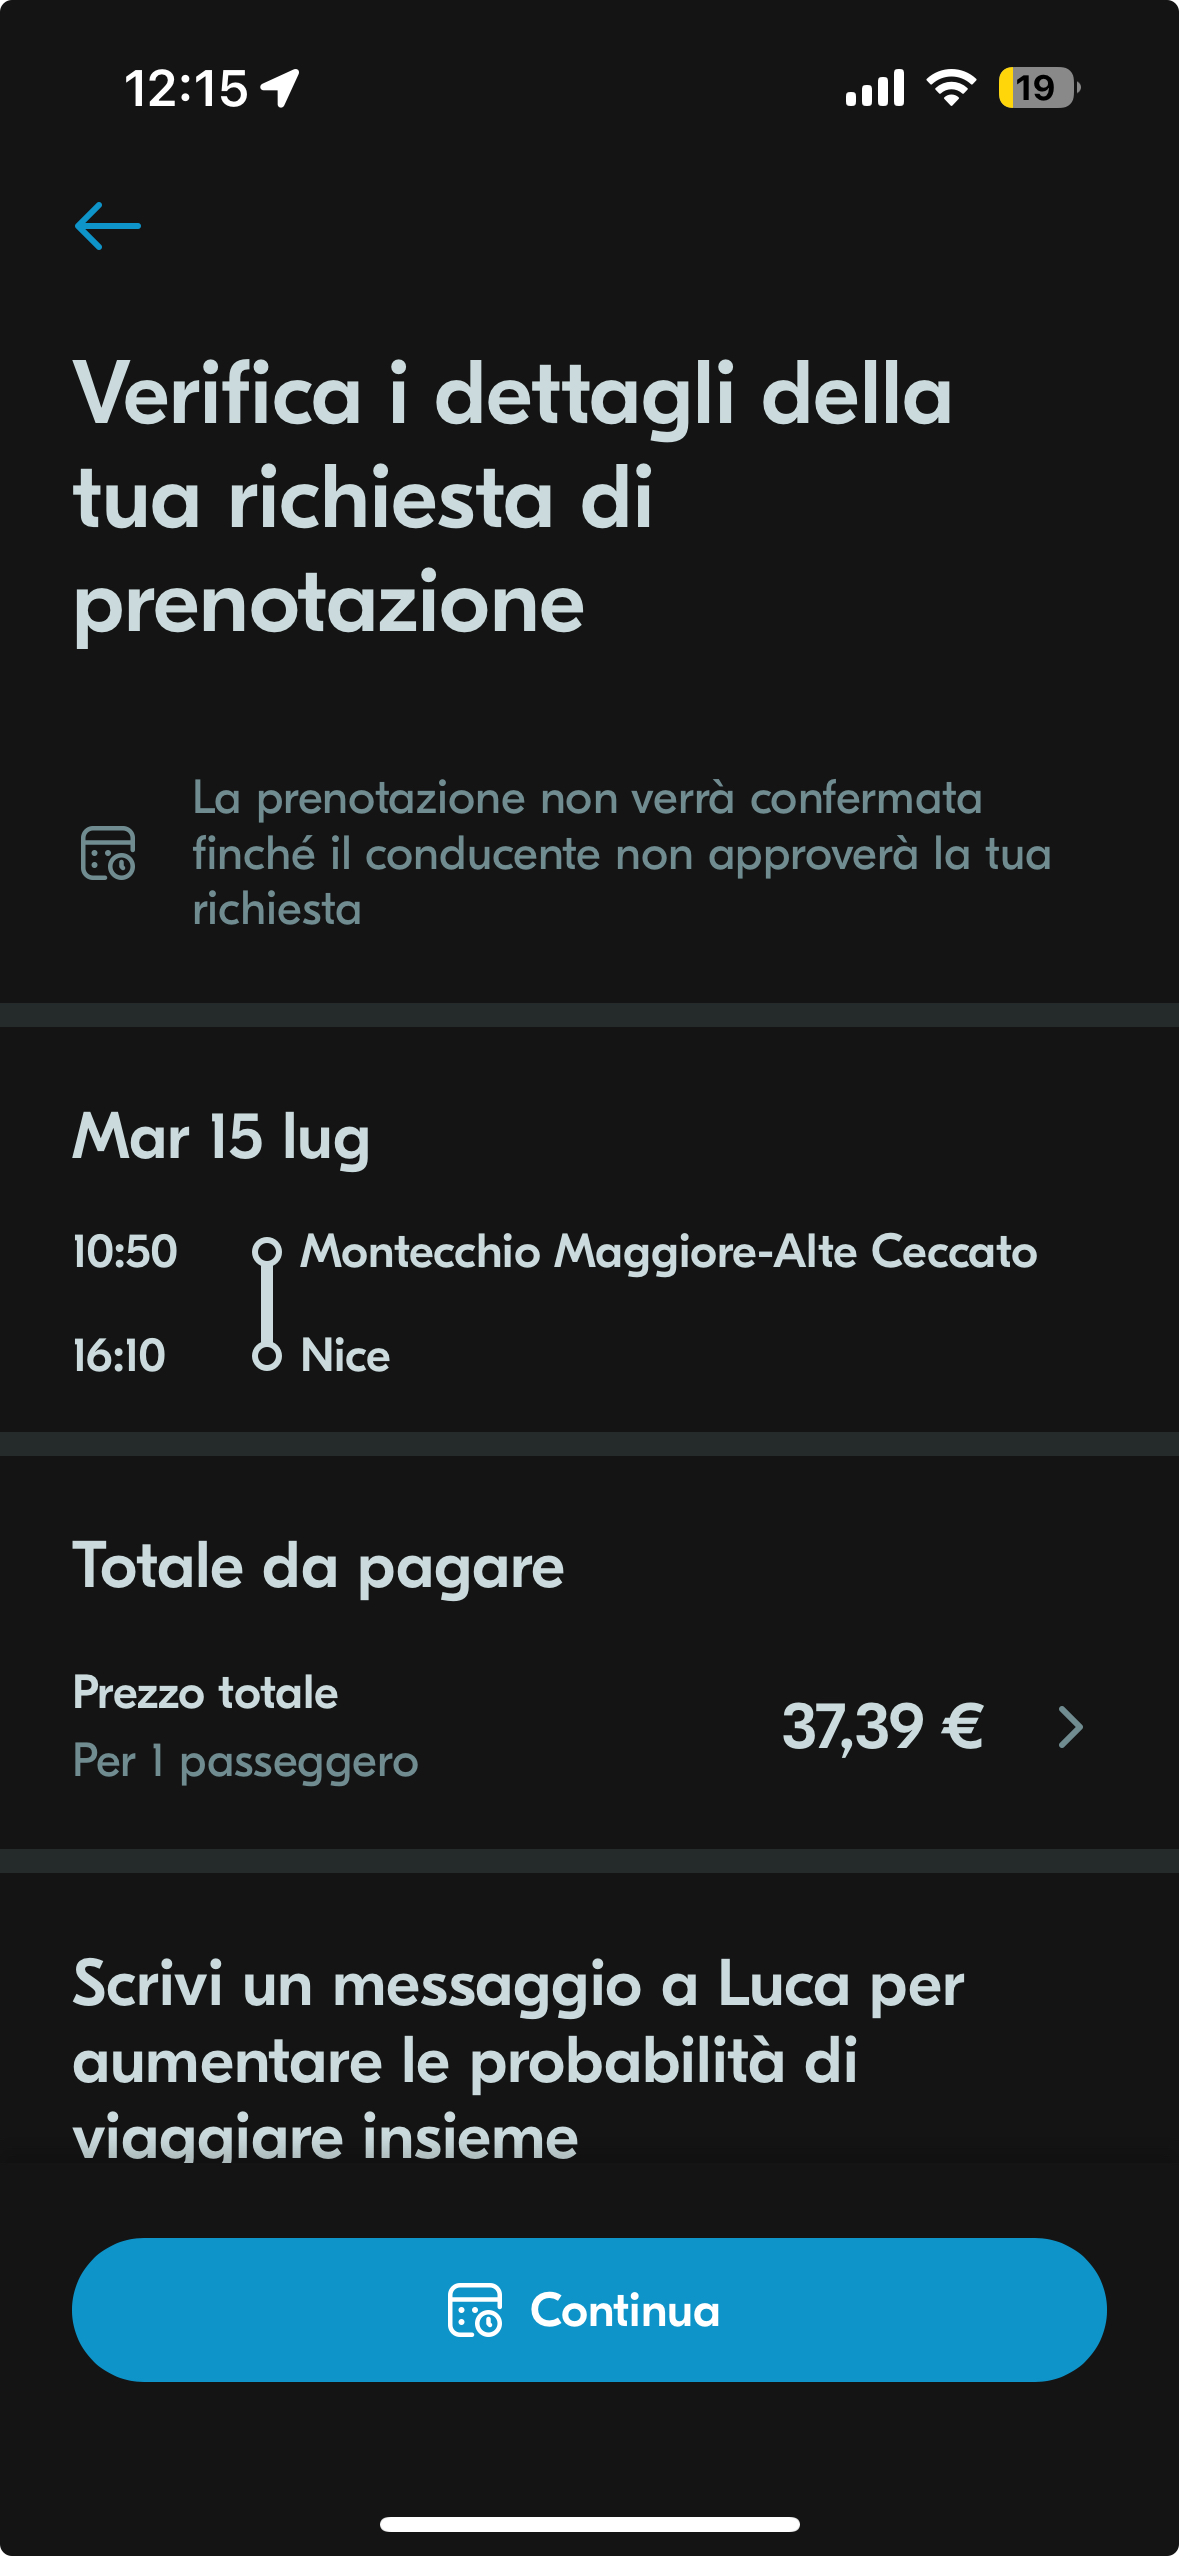 12:15
19
Verifica i dettagli della
tua richiesta di
prenotazione
La prenotazione non verrà confermata
finché il conducente non approverà la tua
richiesta
Mar 15 lug
10:50 Montecchio Maggiore-Alte Ceccato
16:10 Nice
Totale da pagare
Prezzo totale
37,39 €
Per 1 passeggero
Scrivi un messaggio a Luca per
aumentare le probabilità di
viaggiare insieme
Continua